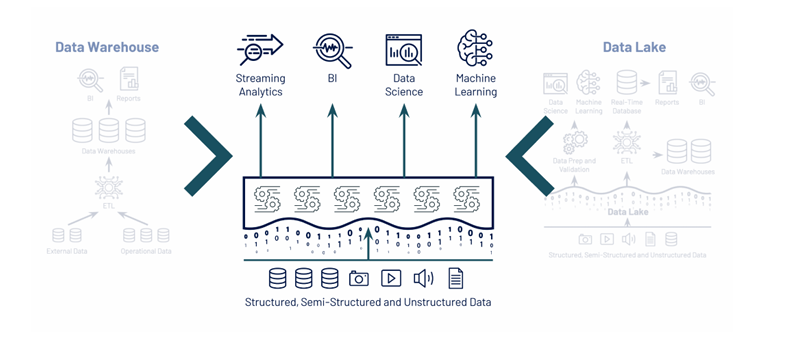 Data Warehouse
BI
Reports
Data Warehouses
ETL
External Data
Operational Data
Streaming
Analytics
BI
Data
Science
Machine
Learning
Structured, Semi-Structured and Unstructured Data
Data Lake
Data
Science
Machine
Learning
Real-Time
Database
Reports
BI
Data Prep and
Validation
ETL
Data Warehouses
Data Lake
Structured, Semi-Structured and Unstructured Data